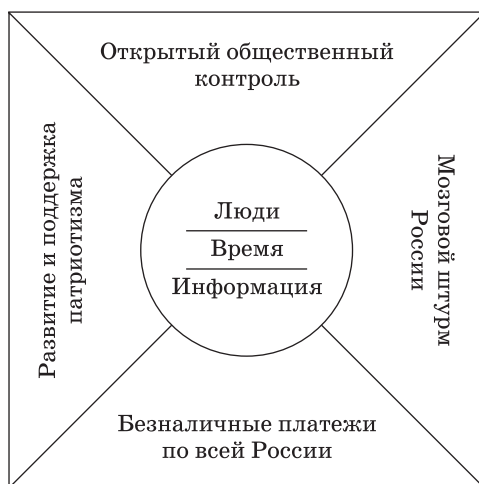 Открытый общественный
контроль
Развитие и поддержка
патриотизма
Люди
Время
Информация
Мозговой штурм
России
Безналичные платежи
по всей России